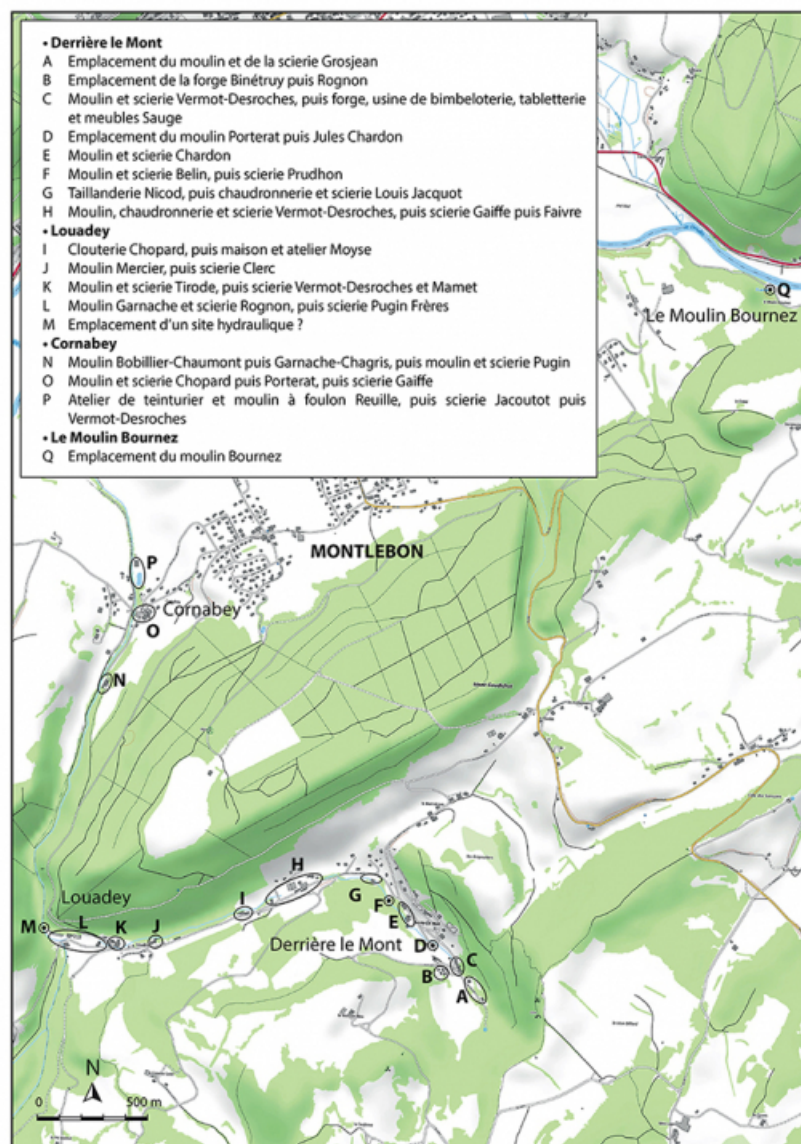 • Derrière le Mont
A Emplacement du moulin et de la scierie Grosjean
B Emplacement de la forge Binétruy puis Rognon
C Moulin et scierie Vermot-Desroches, puis forge, usine de bimbeloterie, tabletterie
et meubles Sauge
D Emplacement du moulin Porterat puis Jules Chardon
E Moulin et scierie Chardon
F Moulin et scierie Belin, puis scierie Prudhon
G Taillanderie Nicod, puis chaudronnerie et scierie Louis Jacquot
H Moulin, chaudronnerie et scierie Vermot-Desroches, puis scierie Gaiffe puis Faivre
• Louadey
I Clouterie Chopard, puis maison et atelier Moyse
J Moulin Mercier, puis scierie Clerc
K Moulin et scierie Tirode, puis scierie Vermot-Desroches et Mamet
L Moulin Garnache et scierie Rognon, puis scierie Pugin Frères
M Emplacement d'un site hydraulique ?
• Cornabey
N Moulin Bobillier-Chaumont puis Garnache-Chagris, puis moulin et scierie Pugin
O Moulin et scierie Chopard puis Porterat, puis scierie Gaiffe
P Atelier de teinturier et moulin à foulon Reuille, puis scierie Jacoutot puis
Vermot-Desroches
• Le Moulin Bournez
Q Emplacement du moulin Bournez
Q
Le Moulin Bournez
MONTLEBON
P
Cornabey
O
N
H
Louadey
G
I
F
E
M
L
K
J
Derrière le Mont
D
C
B
A
N
0
500 m